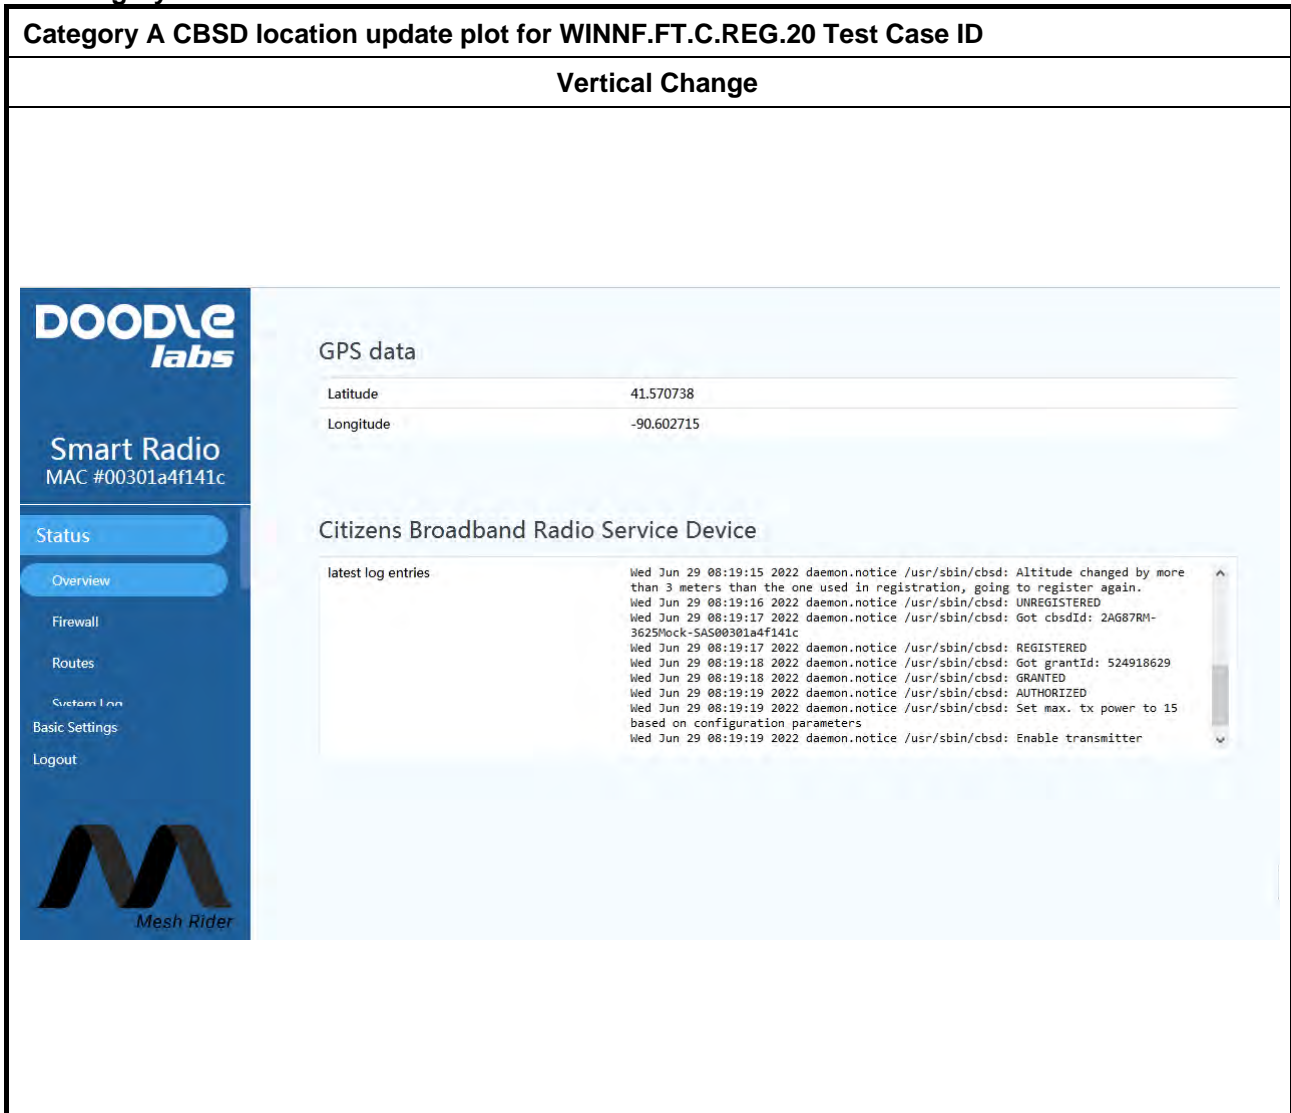 Category A CBSD location update plot for WINNF.FT.C.REG.20 Test Case ID
Vertical Change
DOODLE
labs
Smart Radio
MAC #00301a4f141c
Status
Overview
Firewall
Routes
System Log
Basic Settings
Logout
Mesh Rider
GPS data
Latitude 41.570738
Longitude -90.602715
Citizens Broadband Radio Service Device
latest log entries
Wed Jun 29 08:19:15 2022 daemon.notice /usr/sbin/cbsd: Altitude changed by more
than 3 meters than the one used in registration, going to register again.
Wed Jun 29 08:19:16 2022 daemon.notice /usr/sbin/cbsd: UNREGISTERED
Wed Jun 29 08:19:17 2022 daemon.notice /usr/sbin/cbsd: Got cbsdId: 2AG87RM-
3625Mock-SAS00301a4f141c
Wed Jun 29 08:19:17 2022 daemon.notice /usr/sbin/cbsd: REGISTERED
Wed Jun 29 08:19:18 2022 daemon.notice /usr/sbin/cbsd: Got grantId: 524918629
Wed Jun 29 08:19:18 2022 daemon.notice /usr/sbin/cbsd: GRANTED
Wed Jun 29 08:19:19 2022 daemon.notice /usr/sbin/cbsd: AUTHORIZED
Wed Jun 29 08:19:19 2022 daemon.notice /usr/sbin/cbsd: Set max. tx power to 15
based on configuration parameters
Wed Jun 29 08:19:19 2022 daemon.notice /usr/sbin/cbsd: Enable transmitter